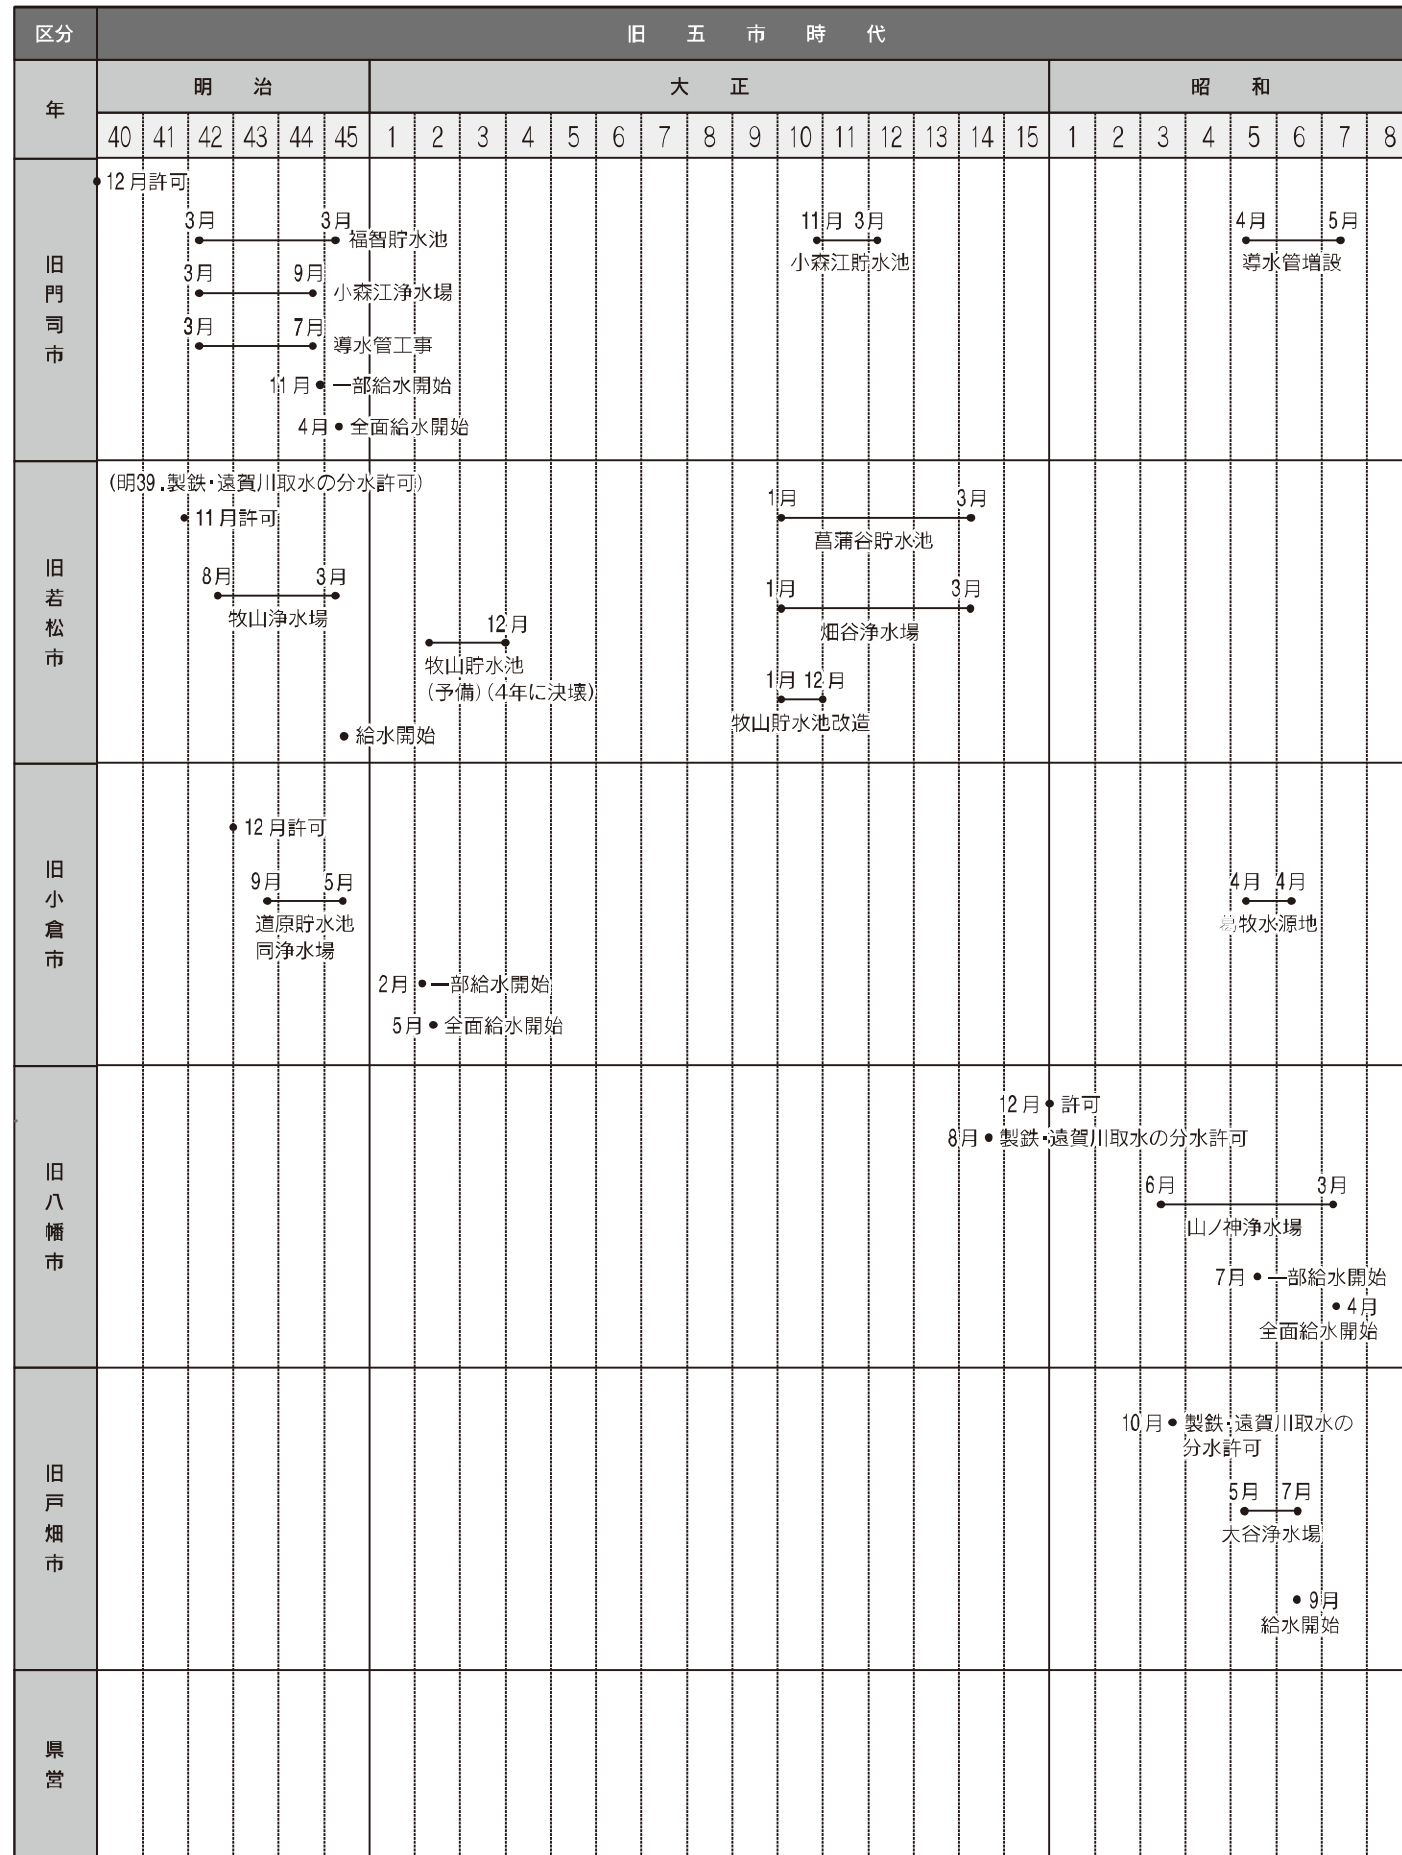 区分
旧五市時代
年
明治
大正
昭和
40 41 42 43 44 45 1 2 3 4 5 6 7 8 9 10 11 12 13 14 15 1 2 3 4 5 6 7 8
旧門司市
12月許可
3月 3月
福智貯水池
3月 9月
小森江浄水場
3月 7月
導水管工事
11月 一部給水開始
4月 全面給水開始
11月 3月
小森江貯水池
4月 5月
導水管増設
旧若松市
(明39.製鉄・遠賀川取水の分水許可)
11月許可
8月 3月
牧山浄水場
12月
牧山貯水池
(予備)(4年に決壊)
給水開始
1月 3月
菖蒲谷貯水池
1月 3月
畑谷浄水場
1月 12月
牧山貯水池改造
旧小倉市
12月許可
9月 5月
道原貯水池
同浄水場
2月 一部給水開始
5月 全面給水開始
4月 4月
牧水源地
旧八幡市
12月 許可
8月 製鉄・遠賀川取水の分水許可
6月 3月
山ノ神浄水場
7月 一部給水開始
4月
全面給水開始
旧戸畑市
10月 製鉄・遠賀川取水の
分水許可
5月 7月
大谷浄水場
9月
給水開始
県営